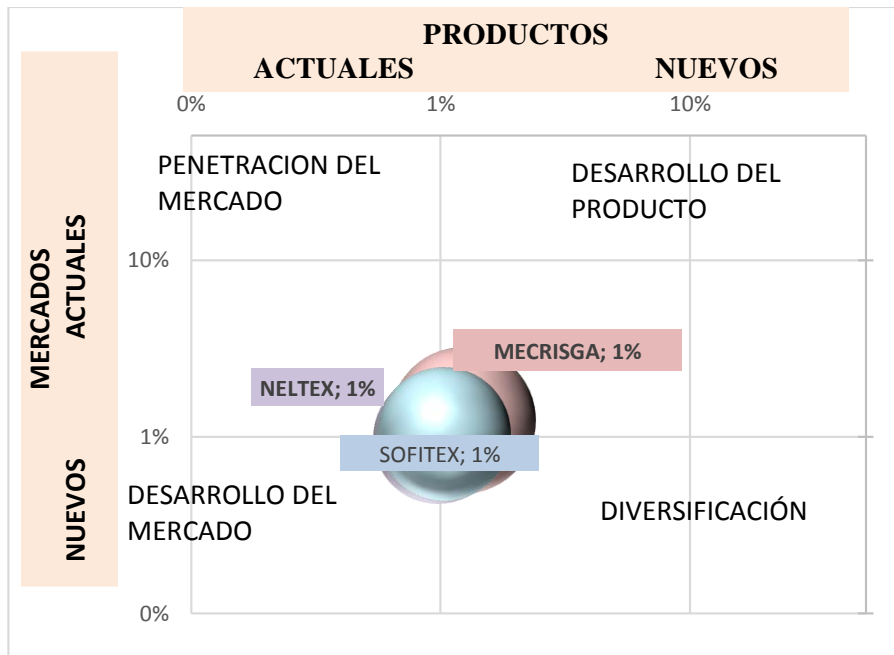 PRODUCTOS
ACTUALES NUEVOS
0% 1% 10%
PENETRACION DEL
MERCADO
DESARROLLO DEL
PRODUCTO
MERCADOS
ACTUALES
NUEVOS
10%
MECRISGA; 1%
NELTEX; 1%
1%
SOFITEX; 1%
DESARROLLO DEL
MERCADO
DIVERSIFICACIÓN
0%